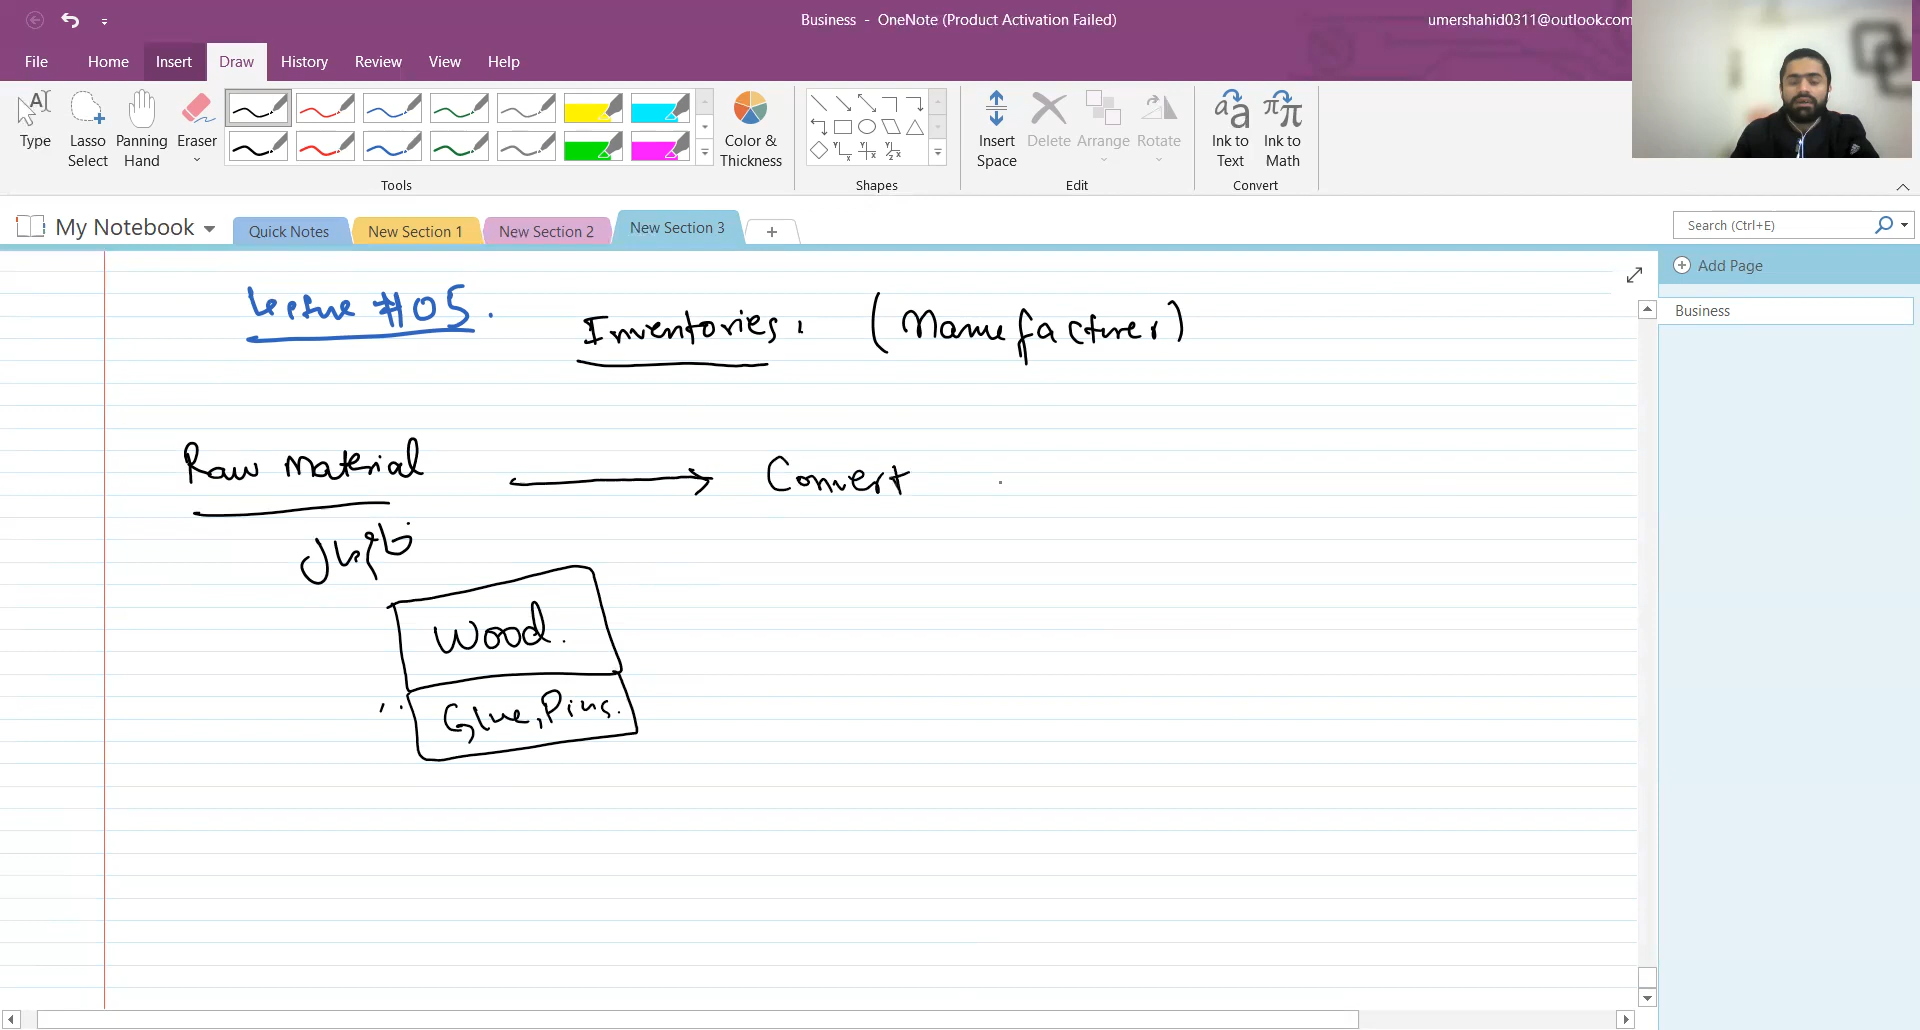 Business - OneNote (Product Activation Failed)
umershahid0311@outlook.com
File Home Insert Draw History Review View Help
Type
Lasso Select
Panning Hand
Eraser
Color & Thickness
Insert Space
Delete
Arrange
Rotate
Ink to Text
Ink to Math
Tools
Shapes
Edit
Convert
My Notebook
Quick Notes
New Section 1
New Section 2
New Section 3
Search (Ctrl+E)
Add Page
Business
Lecture #05.
Inventories. (Manufacturer)
Raw Material → Convert
Wood.
Glue, Pins.